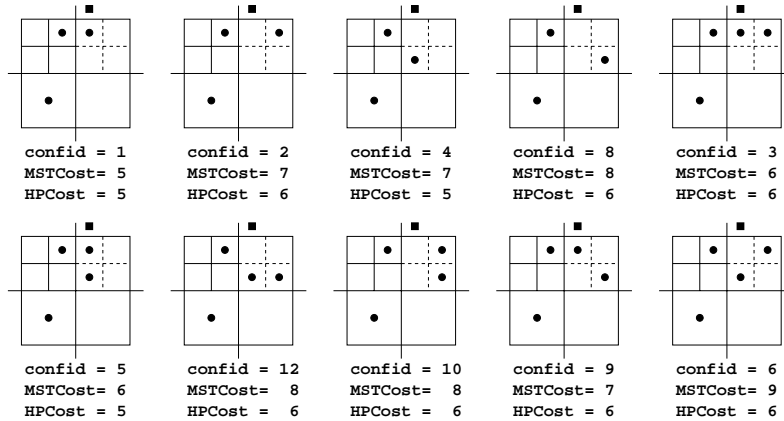 confid = 1 confid = 2 confid = 4 confid = 8 confid = 3
MSTCost= 5 MSTCost= 7 MSTCost= 7 MSTCost= 8 MSTCost= 6
HPCost = 5 HPCost = 6 HPCost = 5 HPCost = 6 HPCost = 6
confid = 5 confid = 12 confid = 10 confid = 9 confid = 6
MSTCost= 6 MSTCost= 8 MSTCost= 8 MSTCost= 7 MSTCost= 9
HPCost = 5 HPCost = 6 HPCost = 6 HPCost = 6 HPCost = 6